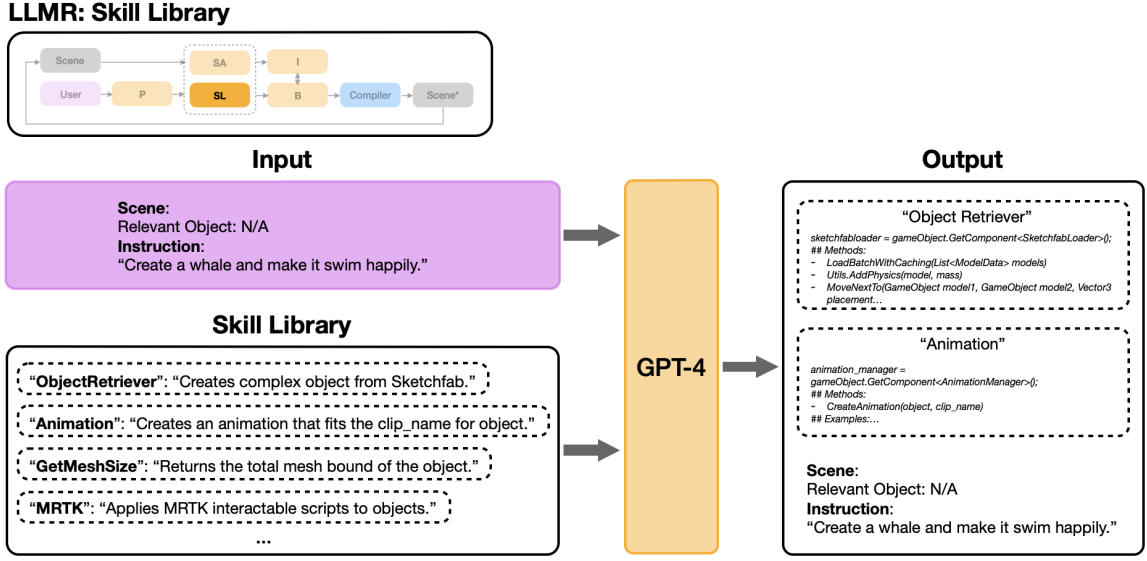 LLMR: Skill Library
Scene
SA
I
User
P
SL
B
Compiler
Scene*
Input
Scene:
Relevant Object: N/A
Instruction:
“Create a whale and make it swim happily.”
Skill Library
“ObjectRetriever”: “Creates complex object from Sketchfab.”
“Animation”: “Creates an animation that fits the clip_name for object.”
“GetMeshSize”: “Returns the total mesh bound of the object.”
“MRTK”: “Applies MRTK interactable scripts to objects.”
...
GPT-4
Output
“Object Retriever”
sketchfabloader = gameObject.GetComponent<SketchfabLoader>();
## Methods:
- LoadBatchWithCaching(List<ModelData> models)
- Utils.AddPhysics(model, mass)
- MoveNextTo(GameObject model1, GameObject model2, Vector3
placement…
“Animation”
animation_manager =
gameObject.GetComponent<AnimationManager>();
## Methods:
- CreateAnimation(object, clip_name)
## Examples:…
Scene:
Relevant Object: N/A
Instruction:
“Create a whale and make it swim happily.”